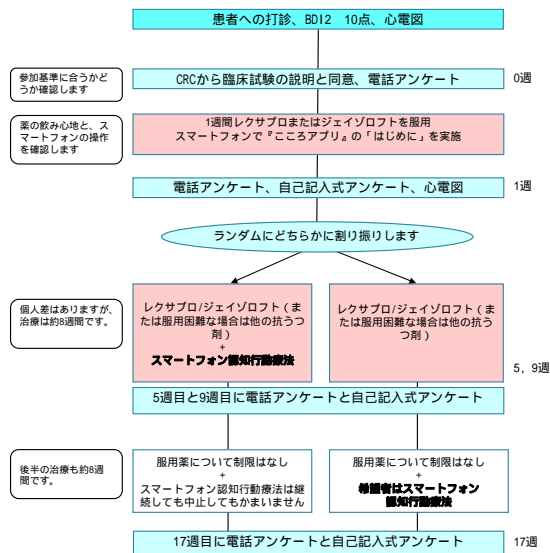 患者への打診、BDI2　10点、心電図
参加基準に合うかど
うか確認します
CRCから臨床試験の説明と同意、電話アンケート
0週
薬の飲み心地と、ス
マートフォンの操作
を確認します
1週間レクサプロまたはジェイゾロフトを服用
スマートフォンで『こころアプリ』の「はじめに」を実施
電話アンケート、自己記入式アンケート、心電図
1週
ランダムにどちらかに割り振りします
個人差はありますが、
治療は約8週間です。
レクサプロ/ジェイゾロフト（ま
たは服用困難な場合は他の抗うつ
剤）
+
スマートフォン認知行動療法
レクサプロ/ジェイゾロフト（ま
たは服用困難な場合は他の抗う
つ剤）
5, 9週
5週目と9週目に電話アンケートと自己記入式アンケート
後半の治療も約8週
間です。
服用薬について制限はなし
+
スマートフォン認知行動療法は継
続しても中止してもかまいません
服用薬について制限はなし
+
希望者はスマートフォン
認知行動療法
17週目に電話アンケートと自己記入式アンケート
17週